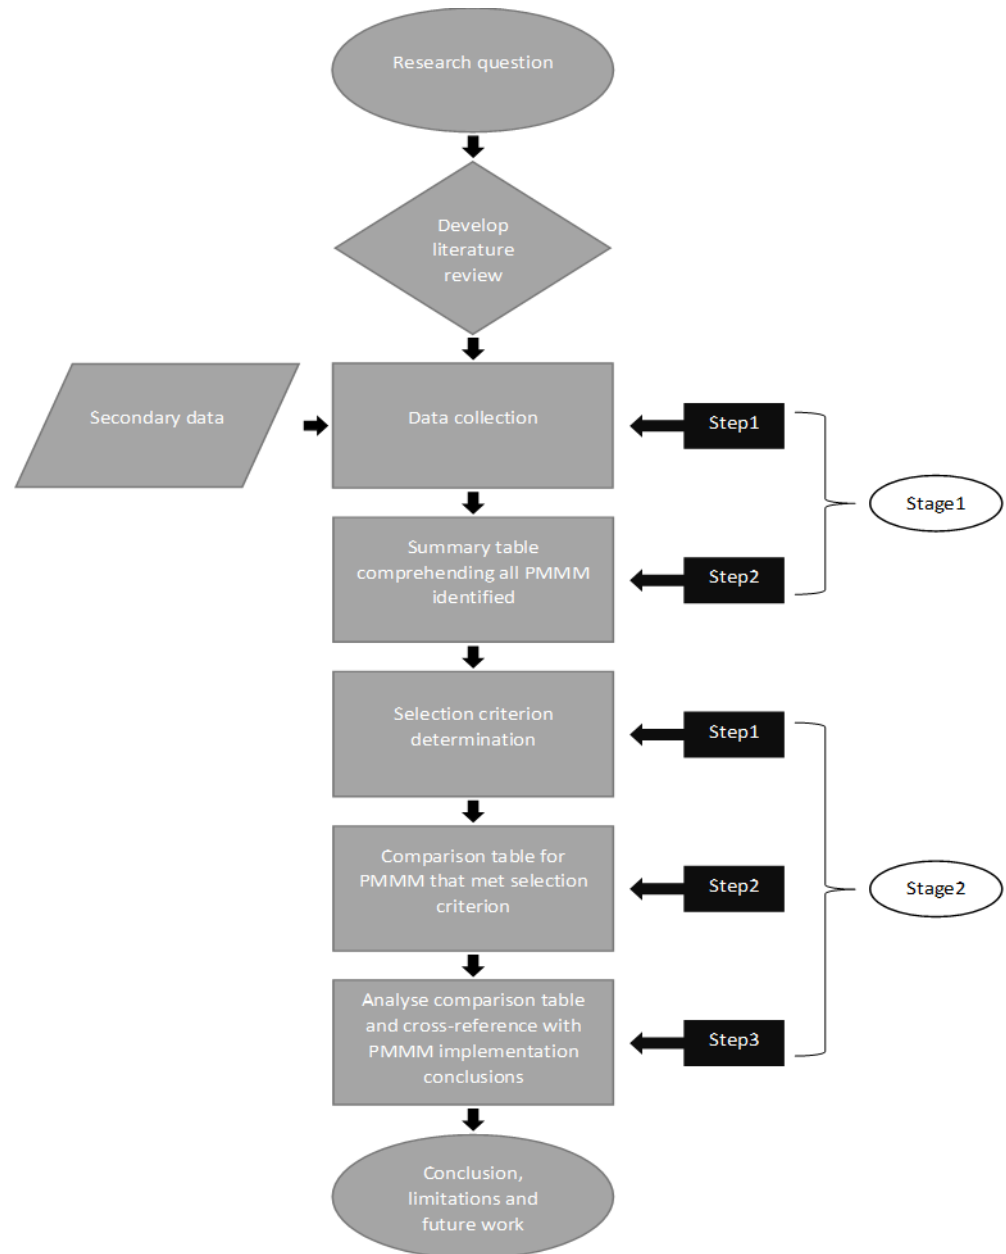 Research question
Develop
literature
review
Secondary data
Data collection
Step1
Stage1
Summary table
comprehending all PMMM
identified
Step2
Selection criterion
determination
Step1
Comparison table for
PMMM that met selection
criterion
Step2
Stage2
Analyse comparison table
and cross-reference with
PMMM implementation
conclusions
Step3
Conclusion,
limitations and
future work